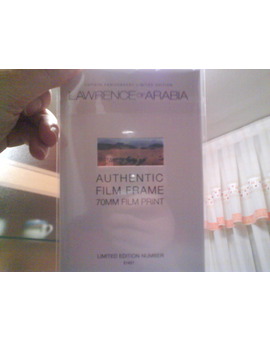 LAWRENCE OF ARABIA
AUTHENTIC
FILM FRAME
70MM FILM PRINT
LIMITED EDITION NUMBER